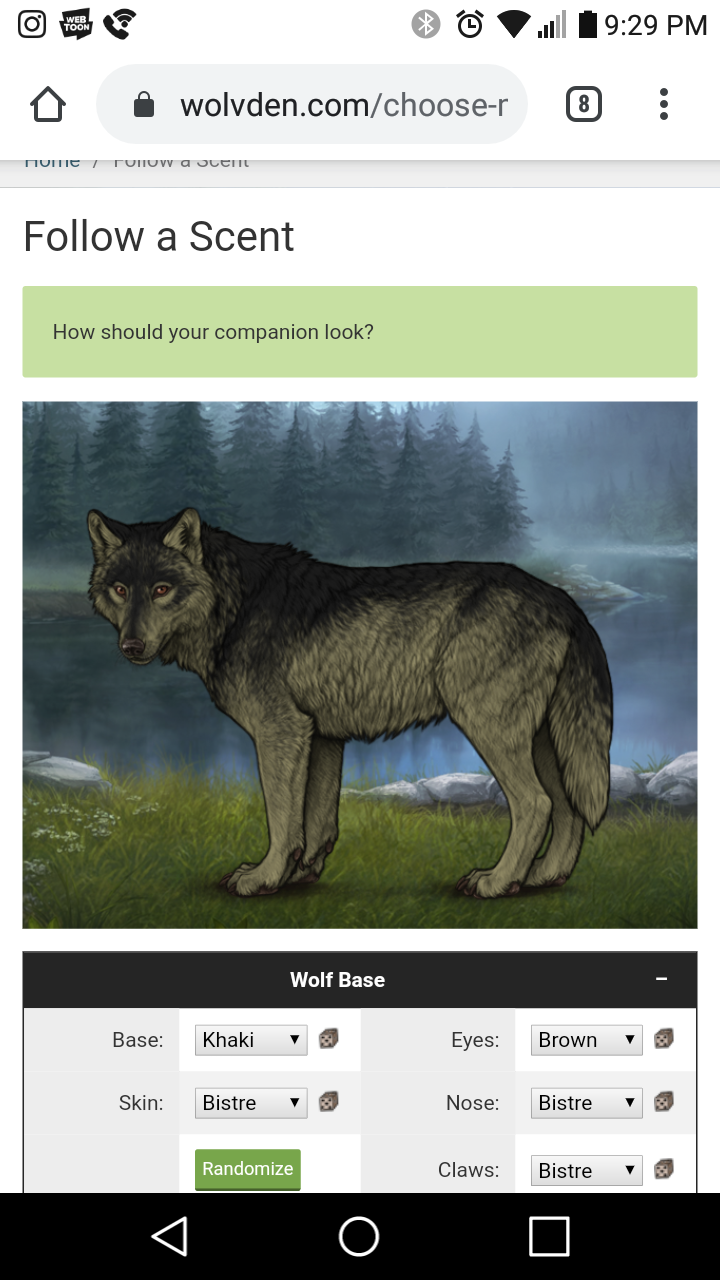 WEB
TOON
9:29 PM
wolvden.com/choose-r
8
Home / Follow a Scent
Follow a Scent
How should your companion look?
Wolf Base
−
Base: Khaki Eyes: Brown
Skin: Bistre Nose: Bistre
Randomize Claws: Bistre